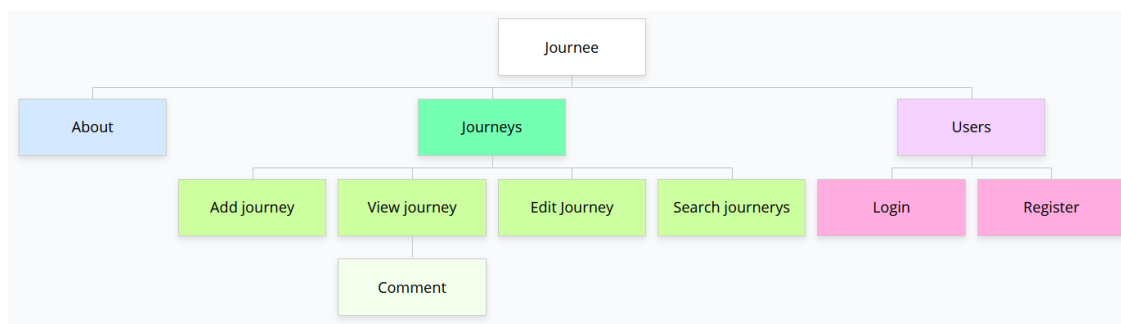 Journee
About
Journeys
Users
Add journey
View journey
Edit Journey
Search journerys
Login
Register
Comment